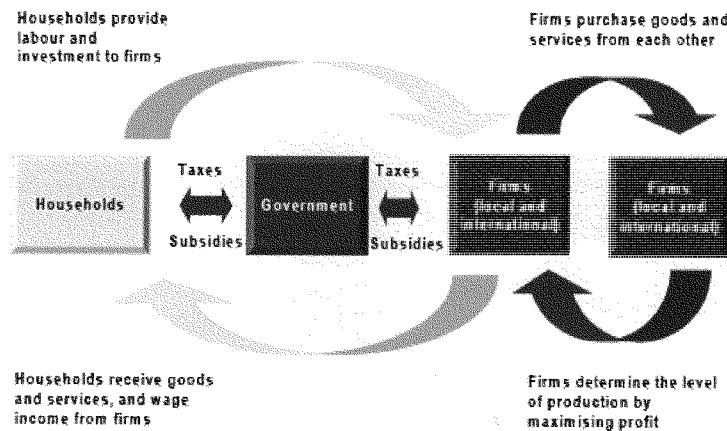 Households provide
labour and
investment to firms
Firms purchase goods and
services from each other
Households
Taxes
Subsidies
Government
Taxes
Subsidies
Firms
(local and
international)
Firms
(local and
international)
Households receive goods
and services, and wage
income from firms
Firms determine the level
of production by
maximising profit